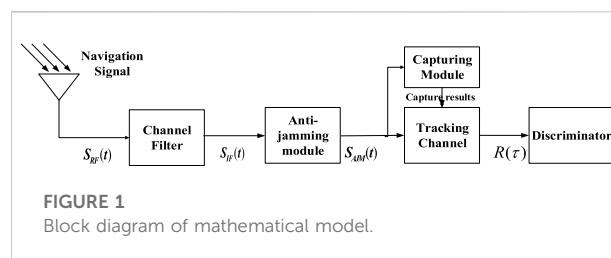 Navigation
Signal
Capturing
Module
Capture results
Channel
Filter
Anti-
jamming
module
Tracking
Channel
Discriminator
S_RF(t)
S_IF(t)
S_AJM(t)
R(τ)
FIGURE 1
Block diagram of mathematical model.